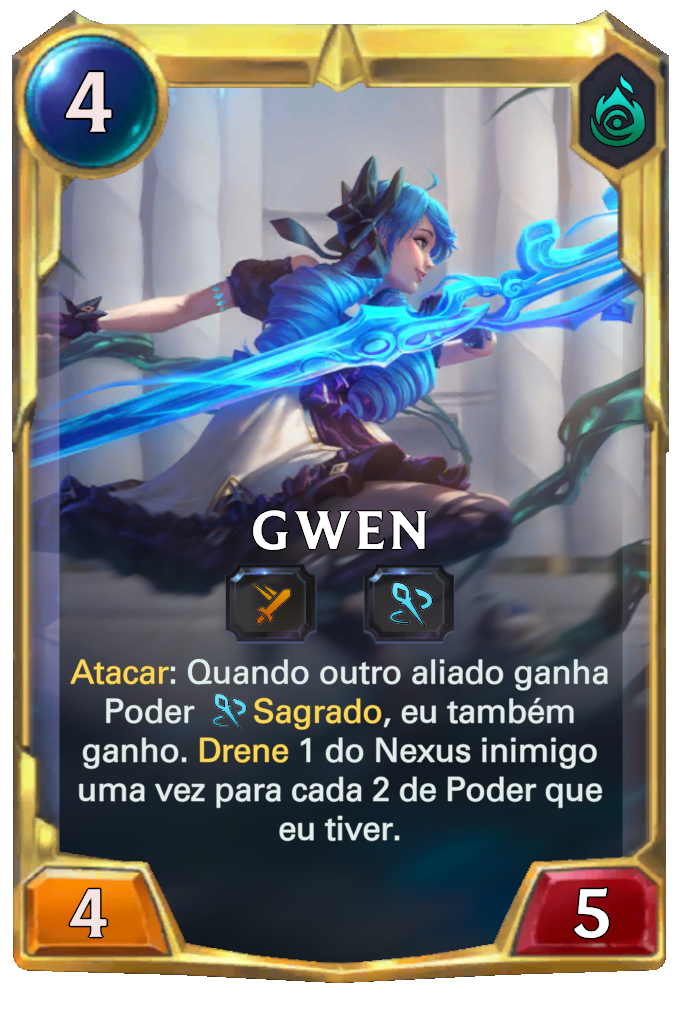 4
GWEN
Atacar: Quando outro aliado ganha
Poder Sagrado, eu também
ganho. Drene 1 do Nexus inimigo
uma vez para cada 2 de Poder que
eu tiver.
4
5